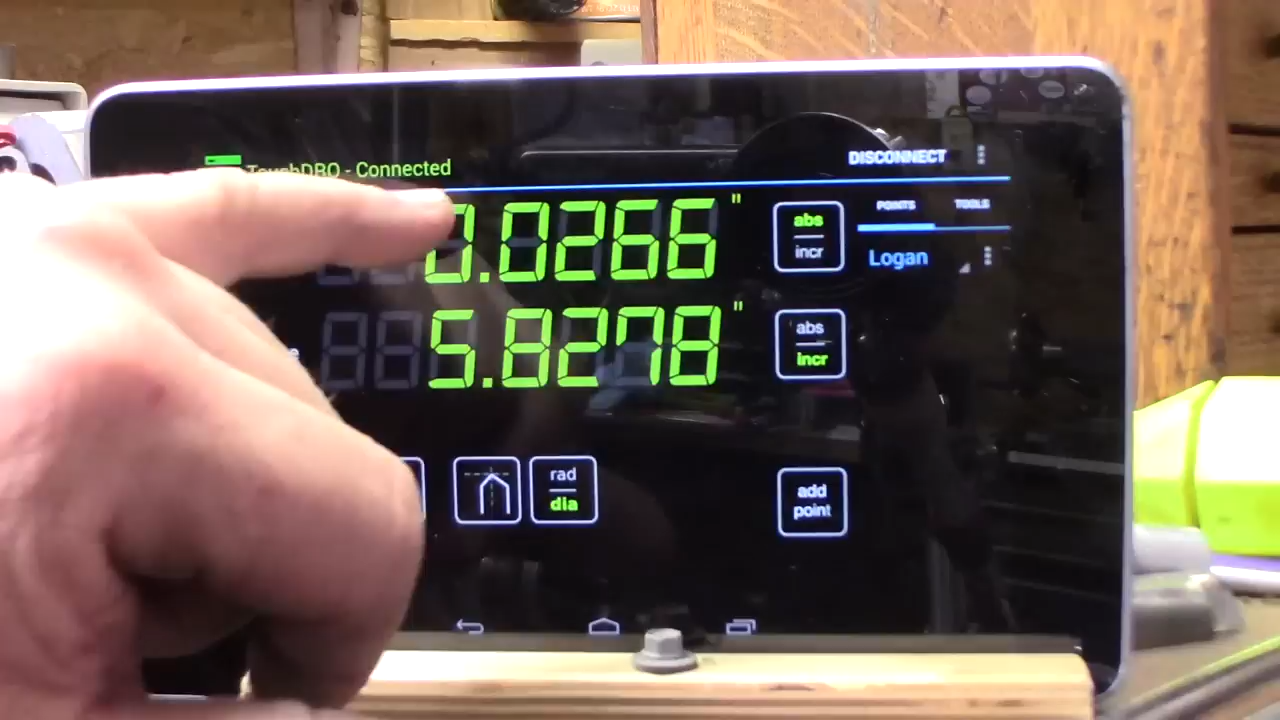 TouchDRO - Connected
DISCONNECT
0.0266"
abs
incr
POINTS
TOOLS
Logan
5.8278"
abs
incr
rad
dia
add
point